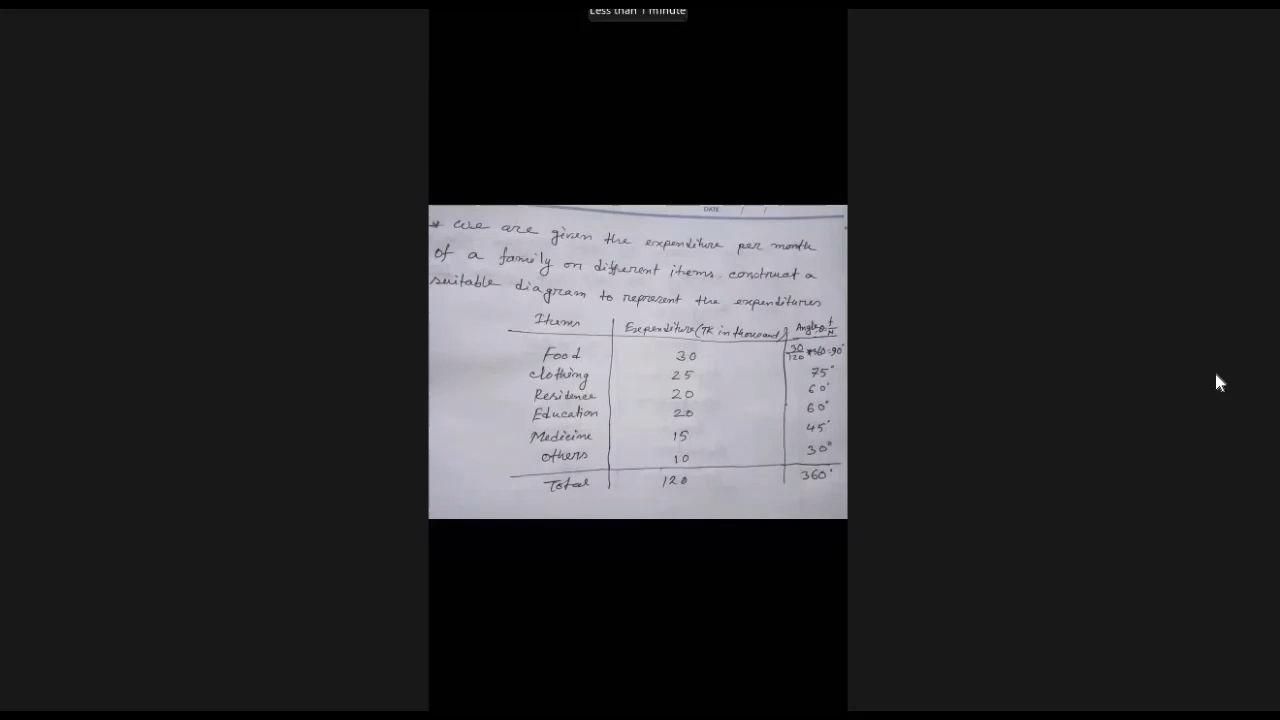 Less than 1 minute
DATE / /
* We are given the expenditure per month
of a family on different items construct a
suitable diagram to represent the expenditures
Items Expenditure (TK in thousand)
Food 30 30/120 *360=90°
clothing 25 75°
Residence 20 60°
Education 20 60°
Medicine 15 45°
others 10 30°
Total 120 360°